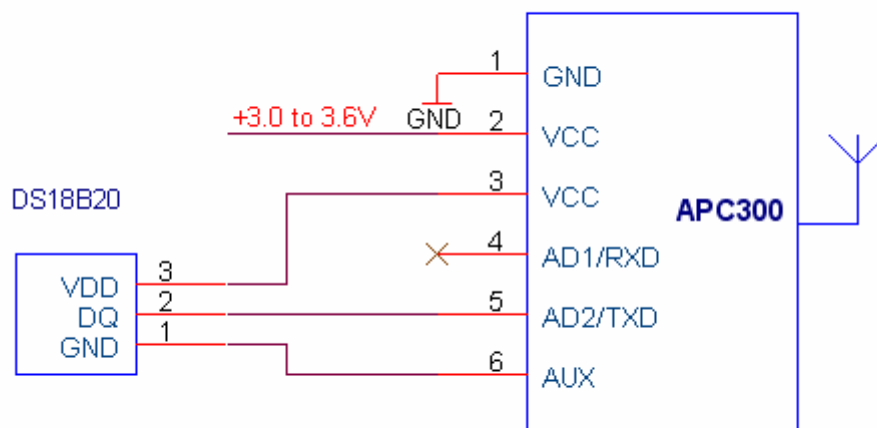 1
GND
+3.0 to 3.6V
GND
2
VCC
3
VCC
DS18B20
APC300
4
AD1/RXD
VDD
3
DQ
2
5
AD2/TXD
GND
1
6
AUX